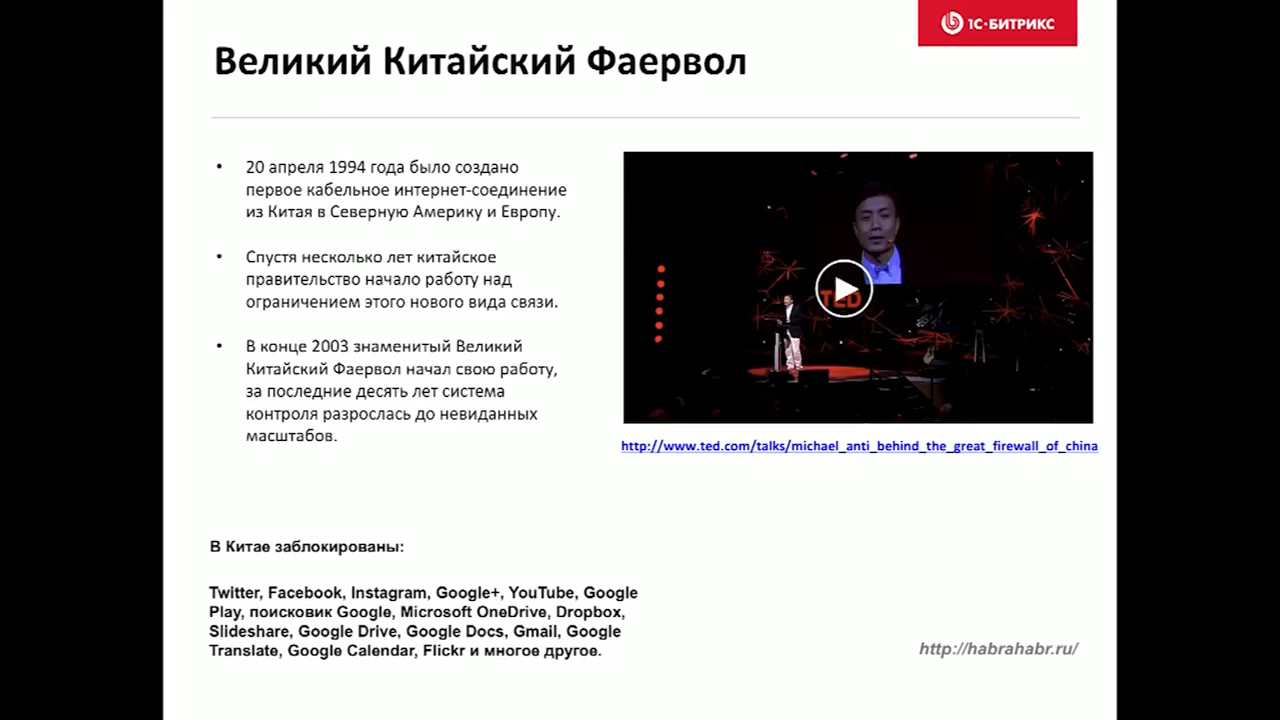 1С·БИТРИКС
Великий Китайский Фаервол
• 20 апреля 1994 года было создано
первое кабельное интернет-соединение
из Китая в Северную Америку и Европу.
• Спустя несколько лет китайское
правительство начало работу над
ограничением этого нового вида связи.
• В конце 2003 знаменитый Великий
Китайский Фаервол начал свою работу,
за последние десять лет система
контроля разрослась до невиданных
масштабов.
TED
http://www.ted.com/talks/michael_anti_behind_the_great_firewall_of_china
В Китае заблокированы:
Twitter, Facebook, Instagram, Google+, YouTube, Google
Play, поисковик Google, Microsoft OneDrive, Dropbox,
Slideshare, Google Drive, Google Docs, Gmail, Google
Translate, Google Calendar, Flickr и многое другое.
http://habrahabr.ru/